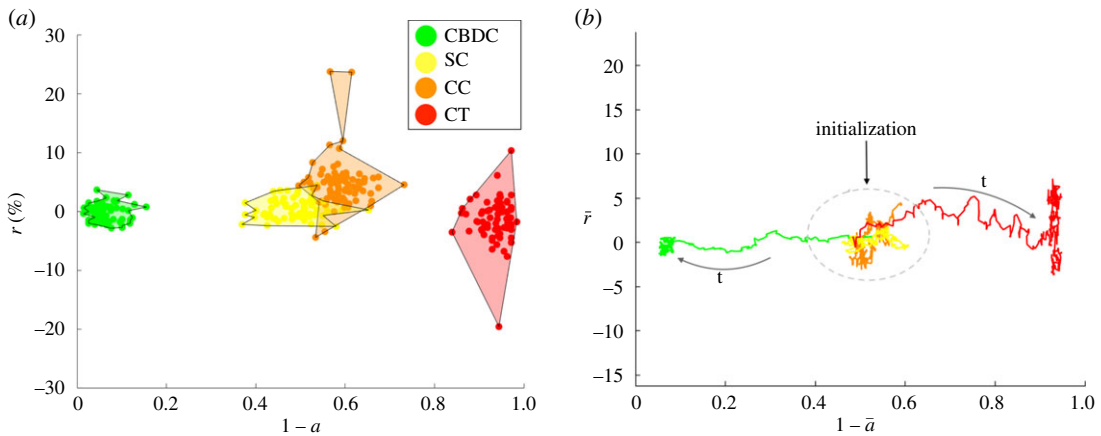 (a)
30
20
10
0
–10
–20
–30
r (%)
0
0.2
0.4
0.6
0.8
1.0
1 – a
CBDC
SC
CC
CT
(b)
20
15
10
5
0
–5
–10
–15
r̄
0
0.2
0.4
0.6
0.8
1.0
1 – ā
initialization
t
t